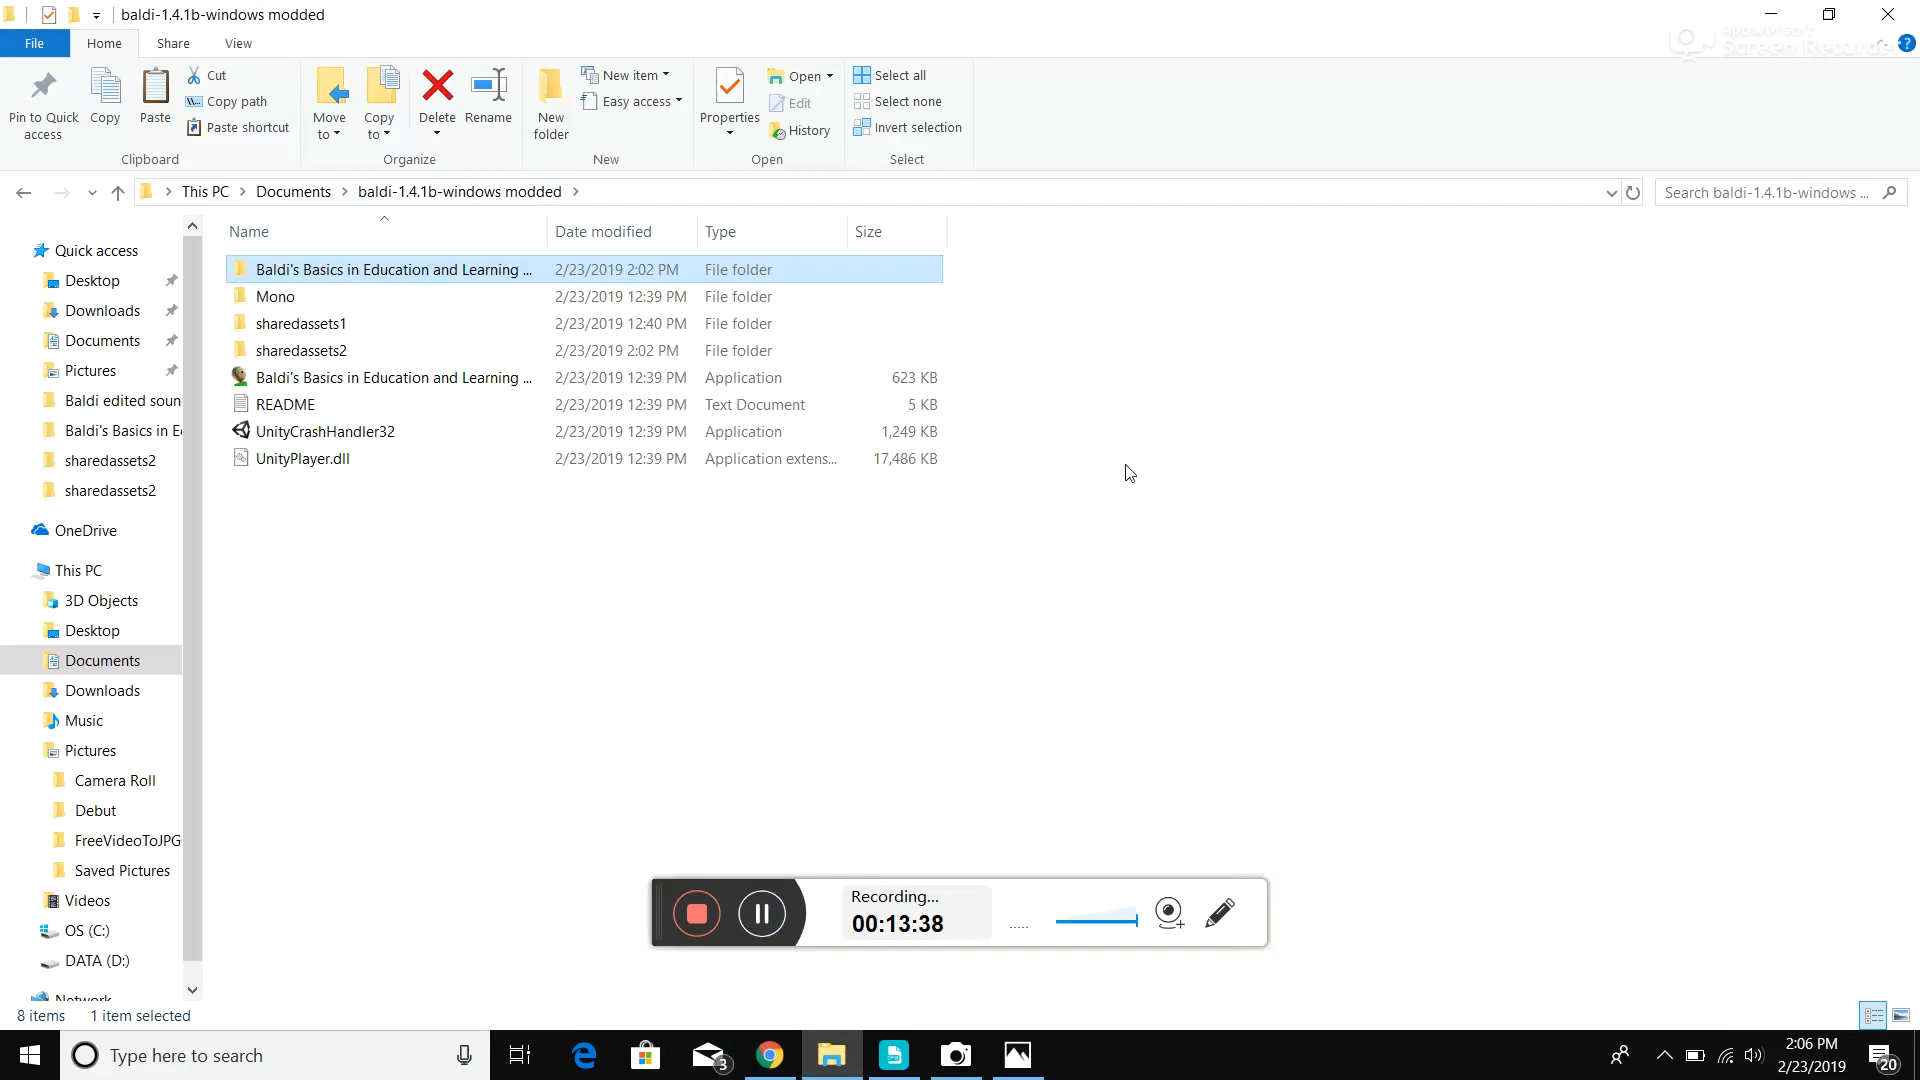 baldi-1.4.1b-windows modded
File Home Share View
Apowersoft
Screen Recorder
Pin to Quick access
Copy
Paste
Cut
Copy path
Paste shortcut
Clipboard
Move to
Copy to
Delete
Rename
Organize
New folder
New item
Easy access
New
Properties
Open
Edit
History
Open
Select all
Select none
Invert selection
Select
This PC > Documents > baldi-1.4.1b-windows modded >
Search baldi-1.4.1b-windows ...
Quick access
Desktop
Downloads
Documents
Pictures
Baldi edited soun
Baldi's Basics in E
sharedassets2
sharedassets2
OneDrive
This PC
3D Objects
Desktop
Documents
Downloads
Music
Pictures
Camera Roll
Debut
FreeVideoToJPG
Saved Pictures
Videos
OS (C:)
DATA (D:)
Network
Name Date modified Type Size
Baldi's Basics in Education and Learning ... 2/23/2019 2:02 PM File folder
Mono 2/23/2019 12:39 PM File folder
sharedassets1 2/23/2019 12:40 PM File folder
sharedassets2 2/23/2019 2:02 PM File folder
Baldi's Basics in Education and Learning ... 2/23/2019 12:39 PM Application 623 KB
README 2/23/2019 12:39 PM Text Document 5 KB
UnityCrashHandler32 2/23/2019 12:39 PM Application 1,249 KB
UnityPlayer.dll 2/23/2019 12:39 PM Application extens... 17,486 KB
Recording...
00:13:38
8 items 1 item selected
Type here to search
3
2:06 PM
2/23/2019
20